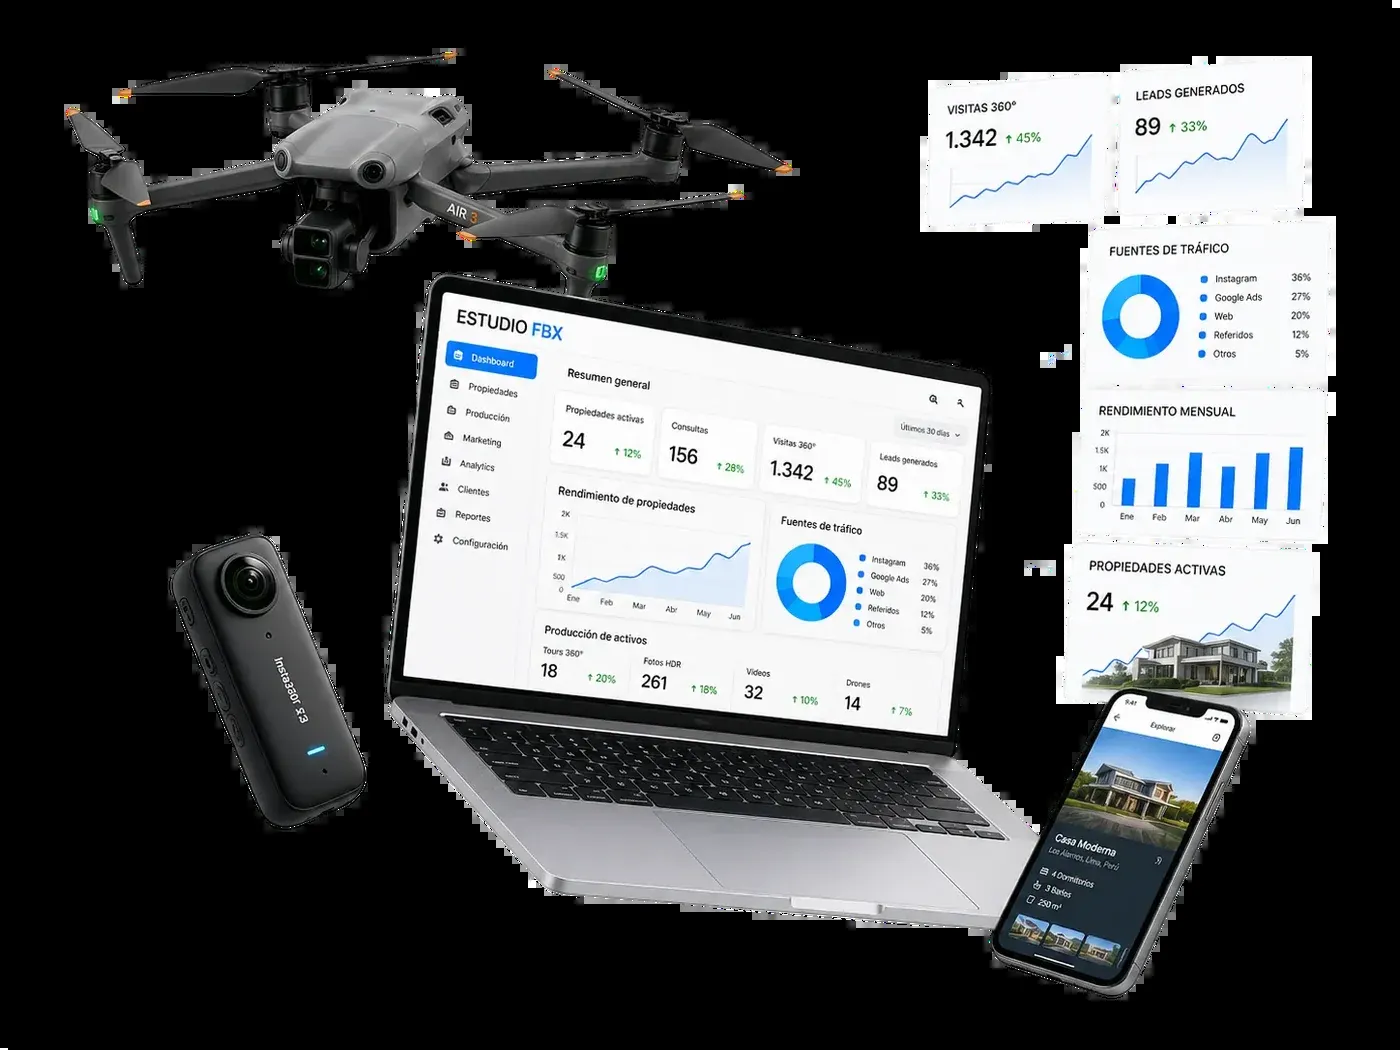 AIR 3
VISITAS 360°
1.342 ↑ 45%
LEADS GENERADOS
89 ↑ 33%
FUENTES DE TRÁFICO
Instagram 36%
Google Ads 27%
Web 20%
Referidos 12%
Otros 5%
RENDIMIENTO MENSUAL
2K
1.5K
1K
500
0
Ene Feb Mar Abr May Jun
PROPIEDADES ACTIVAS
24 ↑ 12%
ESTUDIO FBX
Dashboard
Propiedades
Producción
Marketing
Analytics
Clientes
Reportes
Configuración
Resumen general
Últimos 30 días
Propiedades activas
24 ↑ 12%
Consultas
156 ↑ 28%
Visitas 360°
1.342 ↑ 45%
Leads generados
89 ↑ 33%
Rendimiento de propiedades
2K
1.5K
1K
500
0
Ene Feb Mar Abr May Jun
Fuentes de tráfico
Instagram 36%
Google Ads 27%
Web 20%
Referidos 12%
Otros 5%
Producción de activos
Tours 360°
18 ↑ 20%
Fotos HDR
261 ↑ 18%
Videos
32 ↑ 10%
Drones
14 ↑ 7%
9:41
Explorar
Casa Moderna
Los Álamos, Lima, Perú
4 Dormitorios
3 Baños
250 m²